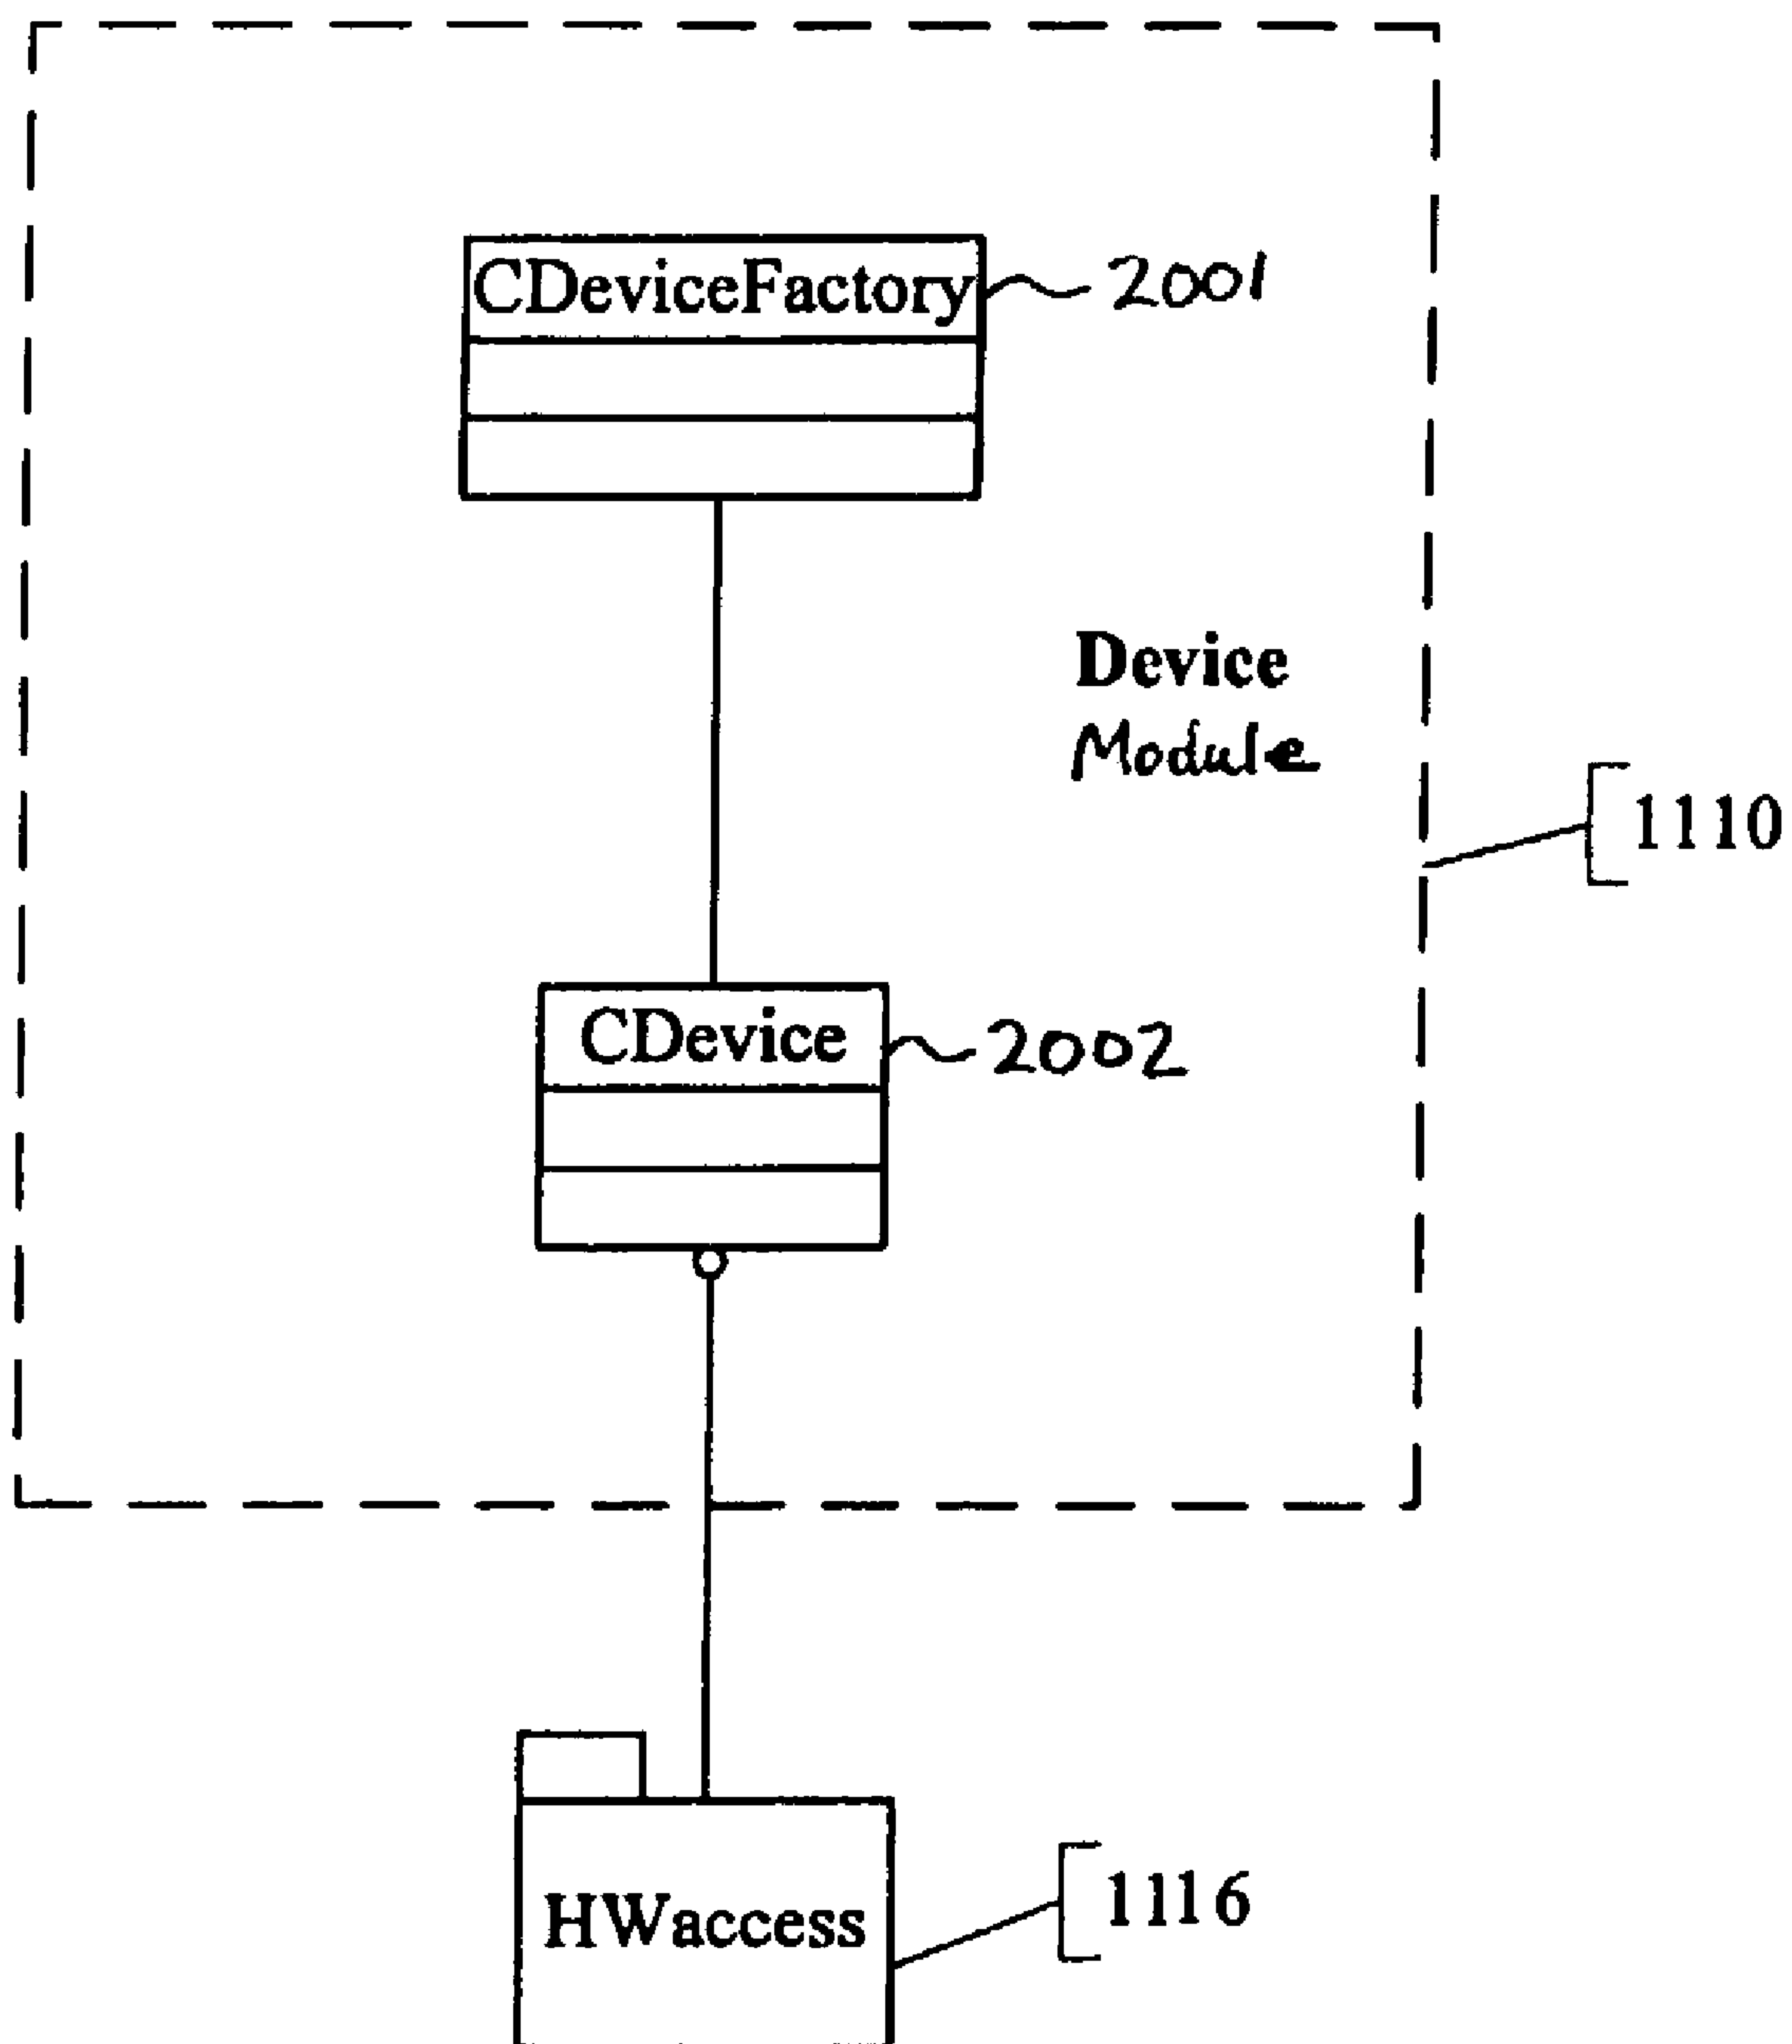 CDeviceFactory
2001
Device
Module
1110
CDevice
2002
HWaccess
1116